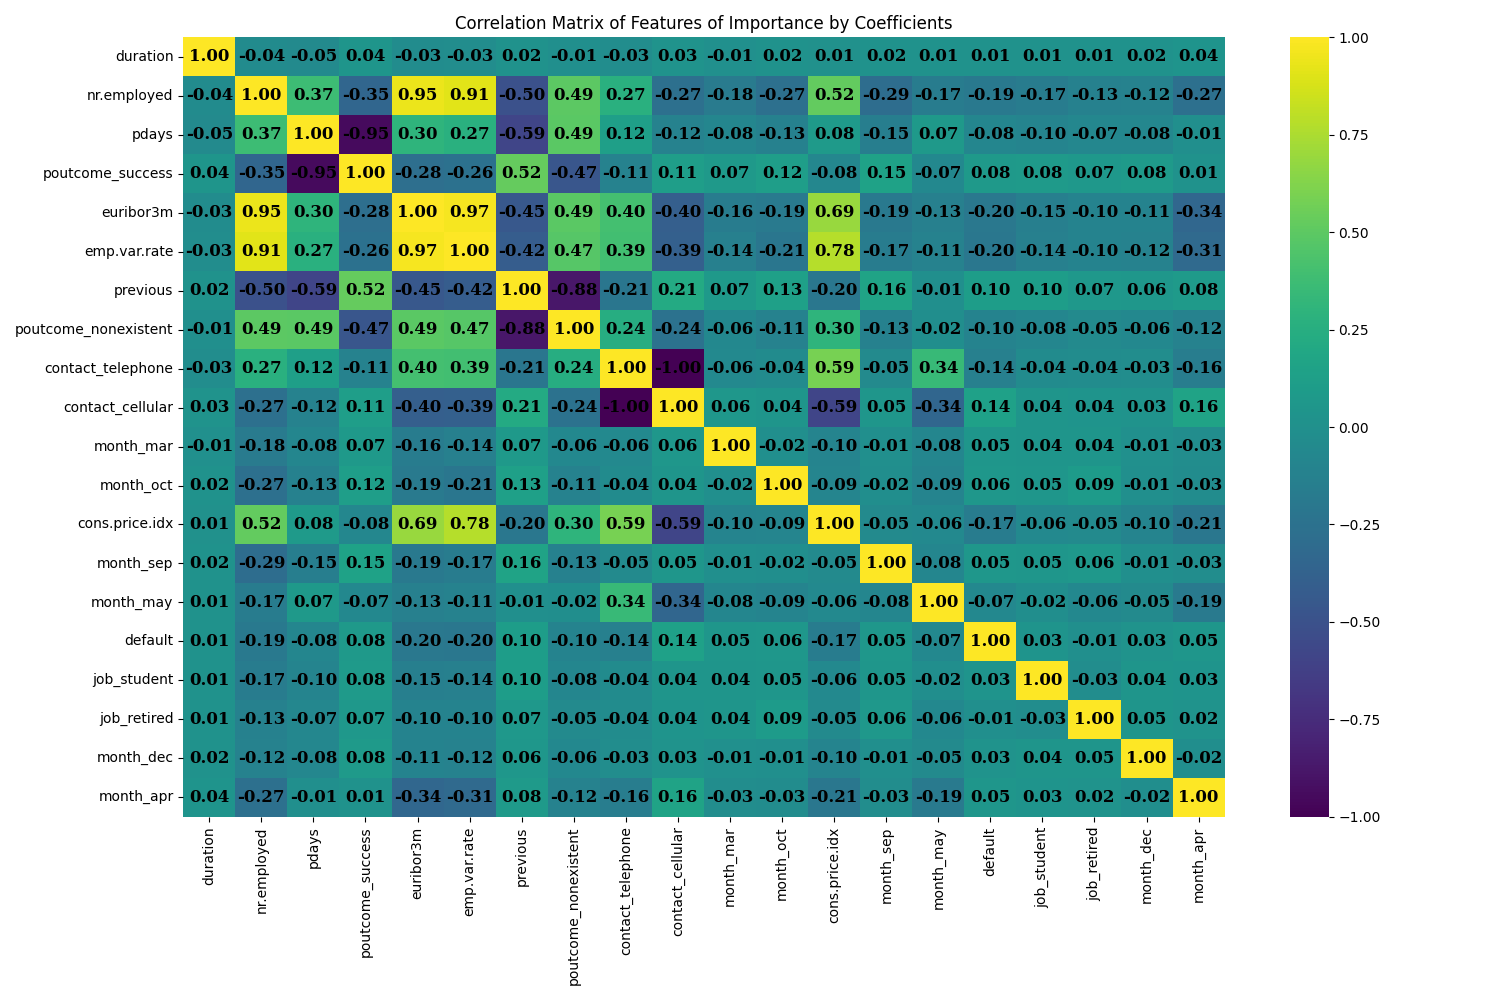 Correlation Matrix of Features of Importance by Coefficients
duration 1.00 -0.04 -0.05 0.04 -0.03 -0.03 0.02 -0.01 -0.03 0.03 -0.01 0.02 0.01 0.02 0.01 0.01 0.01 0.01 0.02 0.04
nr.employed -0.04 1.00 0.37 -0.35 0.95 0.91 -0.50 0.49 0.27 -0.27 -0.18 -0.27 0.52 -0.29 -0.17 -0.19 -0.17 -0.13 -0.12 -0.27
pdays -0.05 0.37 1.00 -0.95 0.30 0.27 -0.59 0.49 0.12 -0.12 -0.08 -0.13 0.08 -0.15 0.07 -0.08 -0.10 -0.07 -0.08 -0.01
poutcome_success 0.04 -0.35 -0.95 1.00 -0.28 -0.26 0.52 -0.47 -0.11 0.11 0.07 0.12 -0.08 0.15 -0.07 0.08 0.08 0.07 0.08 0.01
euribor3m -0.03 0.95 0.30 -0.28 1.00 0.97 -0.45 0.49 0.40 -0.40 -0.16 -0.19 0.69 -0.19 -0.13 -0.20 -0.15 -0.10 -0.11 -0.34
emp.var.rate -0.03 0.91 0.27 -0.26 0.97 1.00 -0.42 0.47 0.39 -0.39 -0.14 -0.21 0.78 -0.17 -0.11 -0.20 -0.14 -0.10 -0.12 -0.31
previous 0.02 -0.50 -0.59 0.52 -0.45 -0.42 1.00 -0.88 -0.21 0.21 0.07 0.13 -0.20 0.16 -0.01 0.10 0.10 0.07 0.06 0.08
poutcome_nonexistent -0.01 0.49 0.49 -0.47 0.49 0.47 -0.88 1.00 0.24 -0.24 -0.06 -0.11 0.30 -0.13 -0.02 -0.10 -0.08 -0.05 -0.06 -0.12
contact_telephone -0.03 0.27 0.12 -0.11 0.40 0.39 -0.21 0.24 1.00 -1.00 -0.06 -0.04 0.59 -0.05 0.34 -0.14 -0.04 -0.04 -0.03 -0.16
contact_cellular 0.03 -0.27 -0.12 0.11 -0.40 -0.39 0.21 -0.24 -1.00 1.00 0.06 0.04 -0.59 0.05 -0.34 0.14 0.04 0.04 0.03 0.16
month_mar -0.01 -0.18 -0.08 0.07 -0.16 -0.14 0.07 -0.06 -0.06 0.06 1.00 -0.02 -0.10 -0.01 -0.08 0.05 0.04 0.04 -0.01 -0.03
month_oct 0.02 -0.27 -0.13 0.12 -0.19 -0.21 0.13 -0.11 -0.04 0.04 -0.02 1.00 -0.09 -0.02 -0.09 0.06 0.05 0.09 -0.01 -0.03
cons.price.idx 0.01 0.52 0.08 -0.08 0.69 0.78 -0.20 0.30 0.59 -0.59 -0.10 -0.09 1.00 -0.05 -0.06 -0.17 -0.06 -0.05 -0.10 -0.21
month_sep 0.02 -0.29 -0.15 0.15 -0.19 -0.17 0.16 -0.13 -0.05 0.05 -0.01 -0.02 -0.05 1.00 -0.08 0.05 0.05 0.06 -0.01 -0.03
month_may 0.01 -0.17 0.07 -0.07 -0.13 -0.11 -0.01 -0.02 0.34 -0.34 -0.08 -0.09 -0.06 -0.08 1.00 -0.07 -0.02 -0.06 -0.05 -0.19
default 0.01 -0.19 -0.08 0.08 -0.20 -0.20 0.10 -0.10 -0.14 0.14 0.05 0.06 -0.17 0.05 -0.07 1.00 0.03 -0.01 0.03 0.05
job_student 0.01 -0.17 -0.10 0.08 -0.15 -0.14 0.10 -0.08 -0.04 0.04 0.04 0.05 -0.06 0.05 -0.02 0.03 1.00 -0.03 0.04 0.03
job_retired 0.01 -0.13 -0.07 0.07 -0.10 -0.10 0.07 -0.05 -0.04 0.04 0.04 0.09 -0.05 0.06 -0.06 -0.01 -0.03 1.00 0.05 0.02
month_dec 0.02 -0.12 -0.08 0.08 -0.11 -0.12 0.06 -0.06 -0.03 0.03 -0.01 -0.01 -0.10 -0.01 -0.05 0.03 0.04 0.05 1.00 -0.02
month_apr 0.04 -0.27 -0.01 0.01 -0.34 -0.31 0.08 -0.12 -0.16 0.16 -0.03 -0.03 -0.21 -0.03 -0.19 0.05 0.03 0.02 -0.02 1.00
duration
nr.employed
pdays
poutcome_success
euribor3m
emp.var.rate
previous
poutcome_nonexistent
contact_telephone
contact_cellular
month_mar
month_oct
cons.price.idx
month_sep
month_may
default
job_student
job_retired
month_dec
month_apr
1.00
0.75
0.50
0.25
0.00
−0.25
−0.50
−0.75
−1.00